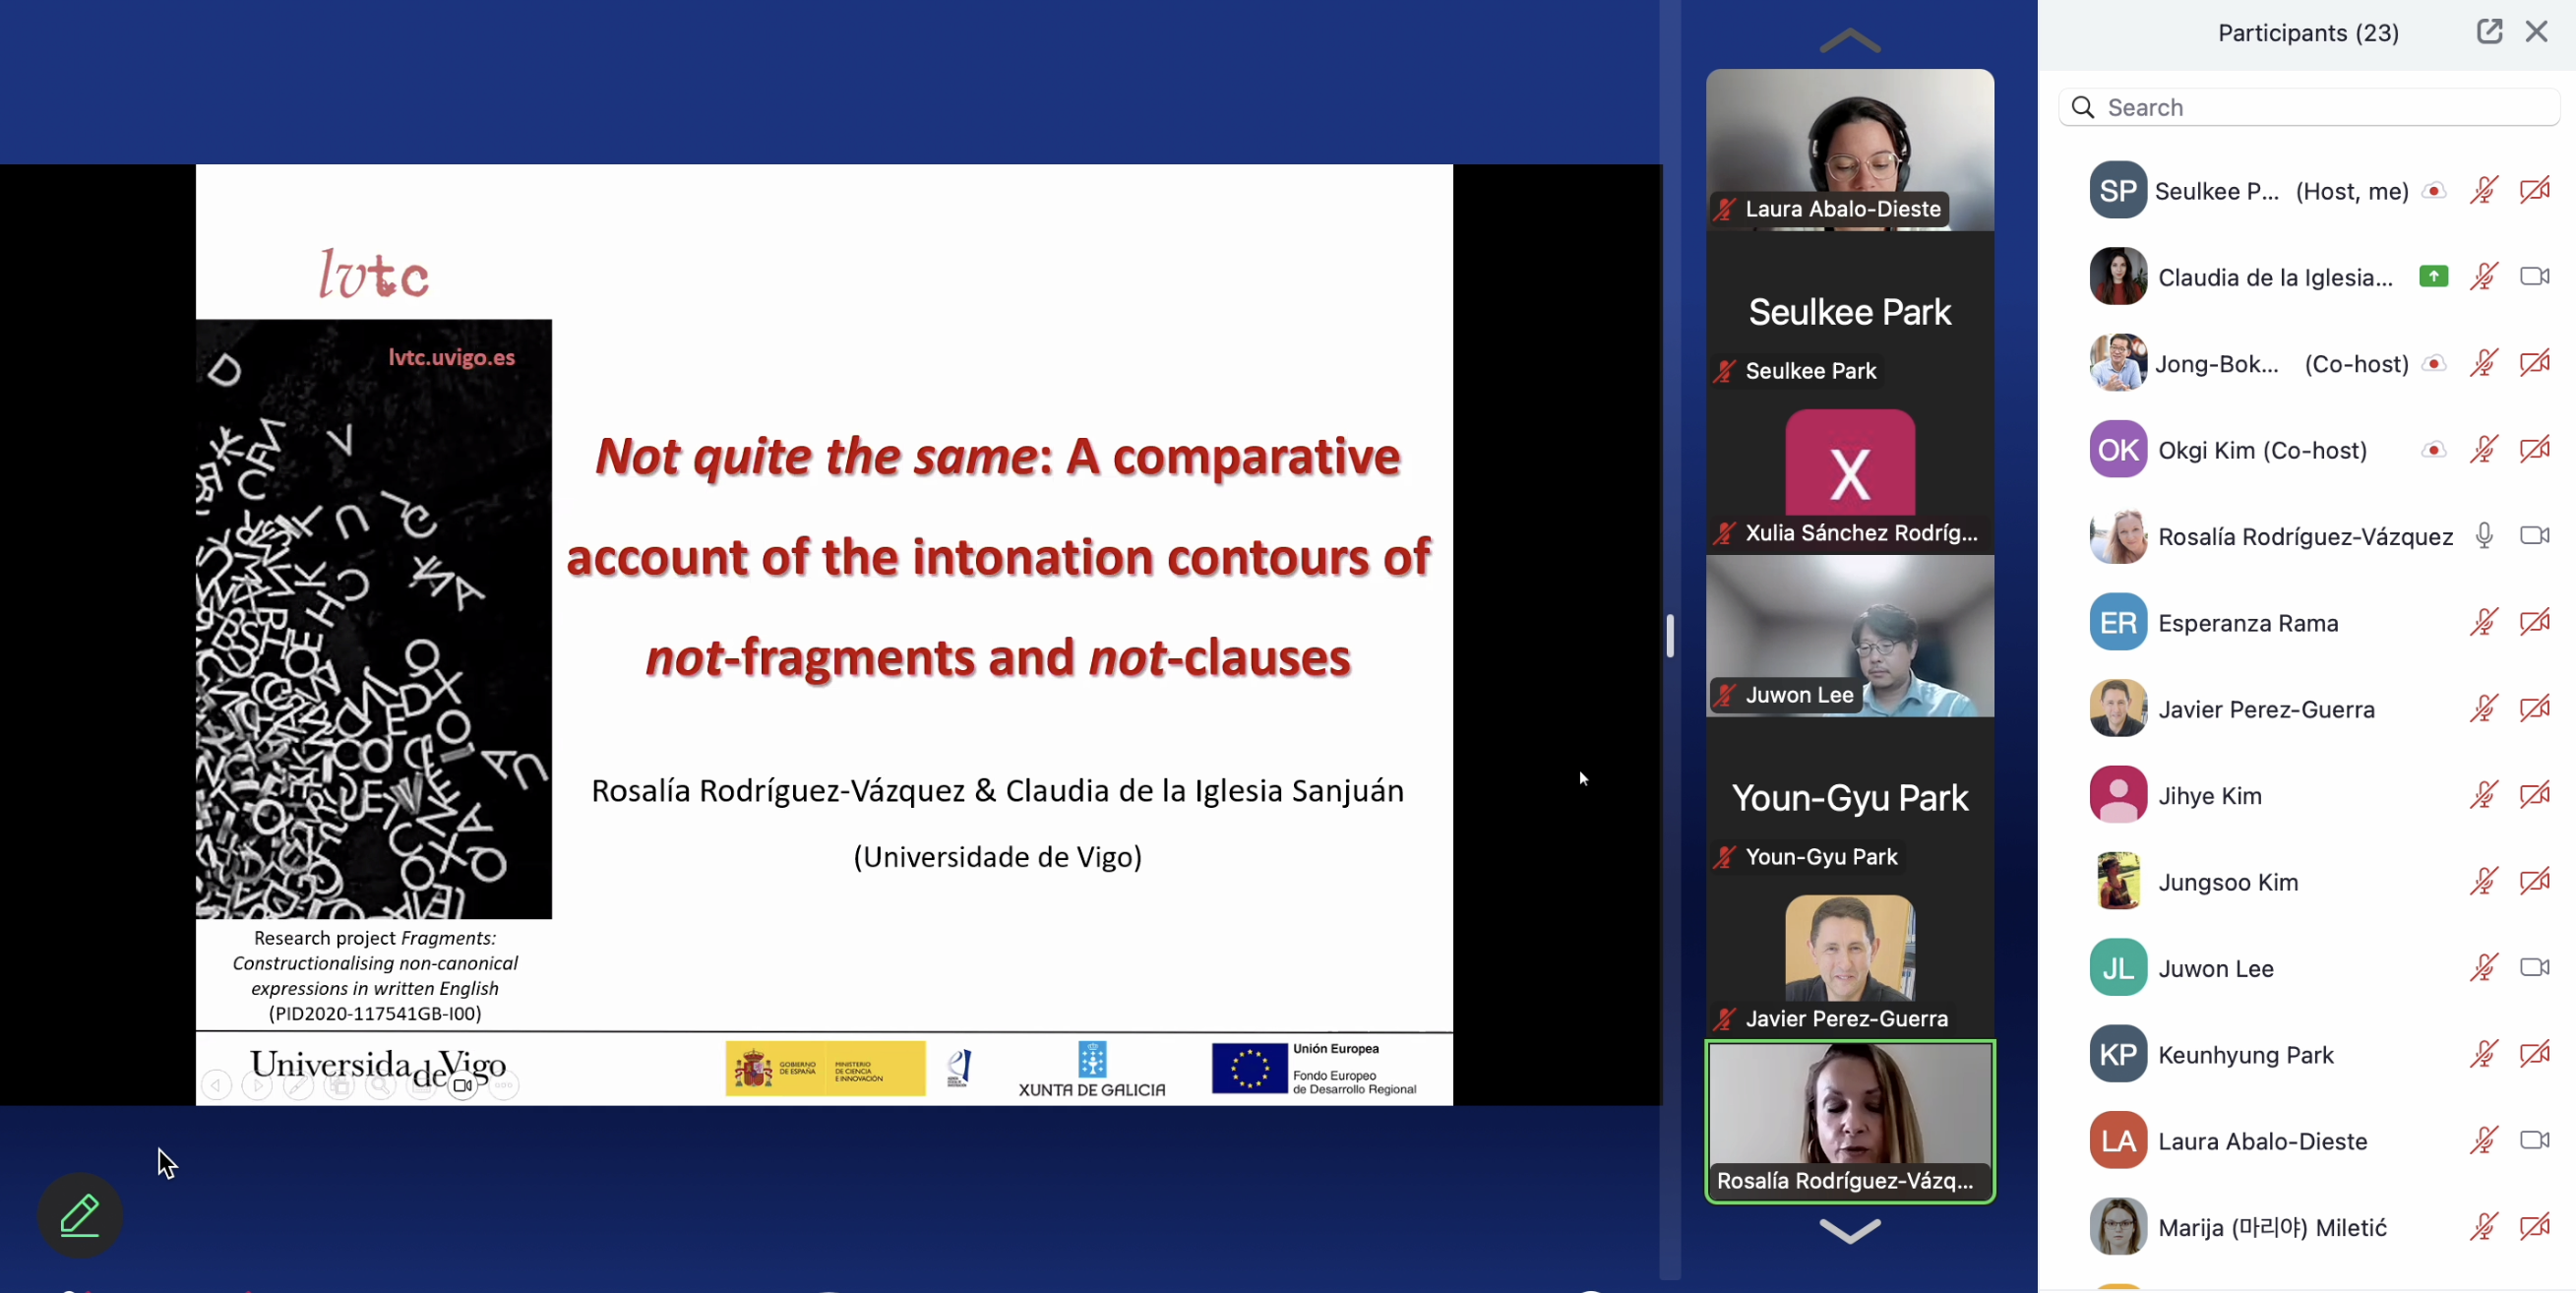 lvtc
lvtc.uvigo.es
Not quite the same: A comparative
account of the intonation contours of
not-fragments and not-clauses
Rosalía Rodríguez-Vázquez & Claudia de la Iglesia Sanjuán
(Universidade de Vigo)
Research project Fragments:
Constructionalising non-canonical
expressions in written English
(PID2020-117541GB-I00)
UniversidadeVigo
GOBIERNO
DE ESPAÑA
MINISTERIO
DE CIENCIA
E INNOVACIÓN
XUNTA DE GALICIA
Unión Europea
Fondo Europeo
de Desarrollo Regional
Laura Abalo-Dieste
Seulkee Park
Seulkee Park
X
Xulia Sánchez Rodríg...
Juwon Lee
Youn-Gyu Park
Youn-Gyu Park
Javier Perez-Guerra
Rosalía Rodríguez-Vázq...
Participants (23)
Search
SP Seulkee P... (Host, me)
Claudia de la Iglesia...
Jong-Bok... (Co-host)
OK Okgi Kim (Co-host)
Rosalía Rodríguez-Vázquez
ER Esperanza Rama
Javier Perez-Guerra
Jihye Kim
Jungsoo Kim
JL Juwon Lee
KP Keunhyung Park
LA Laura Abalo-Dieste
Marija (마리야) Miletić